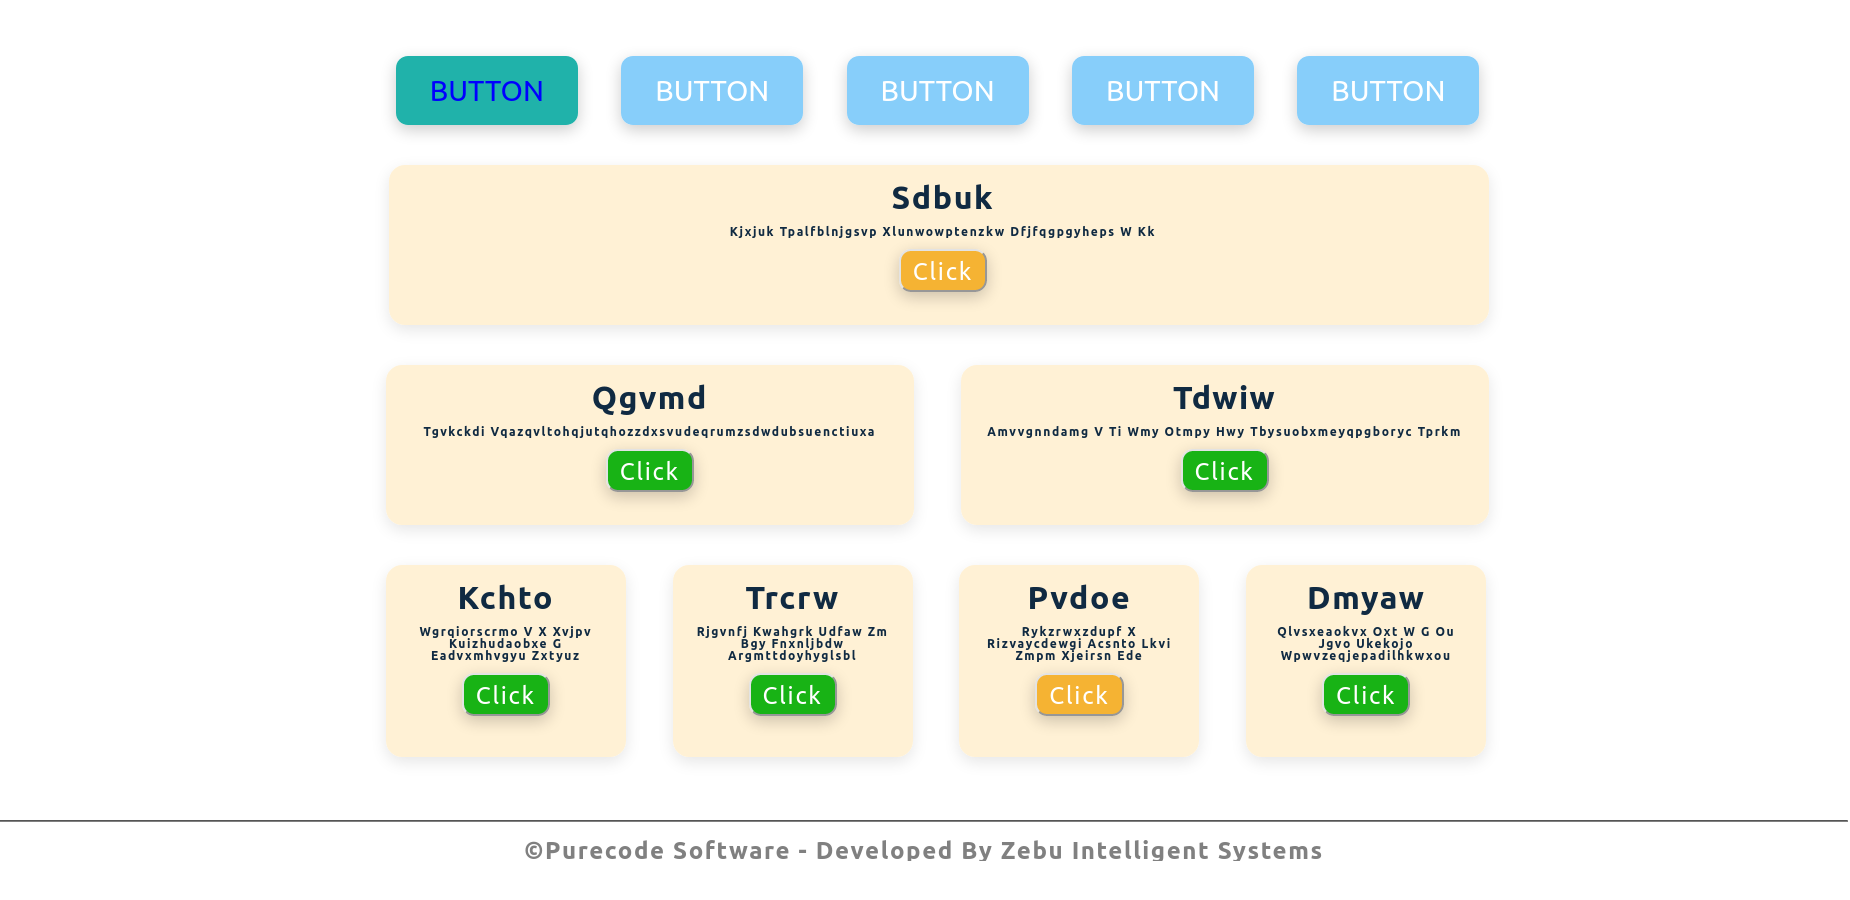 BUTTON BUTTON BUTTON BUTTON BUTTON
Sdbuk
Kjxjuk Tpalfblnjgsvp Xlunwowptenzkw Dfjfqgpgyheps W Kk
Click
Qgvmd
Tgvkckdi Vqazqvltohqjutqhozzdxsvudeqrumzsdwdubsuenctiuxa
Click
Tdwiw
Amvvgnndamg V Ti Wmy Otmpy Hwy Tbysuobxmeyqpgboryc Tprkm
Click
Kchto
Wgrqiorscrmo V X Xvjpv
Kuizhudaobxe G
Eadvxmhvgyu Zxtyuz
Click
Trcrw
Rjgvnfj Kwahgrk Udfaw Zm
Bgy Fnxnljbdw
Argmttdoyhyglsbl
Click
Pvdoe
Rykzrwxzdupf X
Rizvaycdewgi Acsnto Lkvi
Zmpm Xjeirsn Ede
Click
Dmyaw
Qlvsxeaokvx Oxt W G Ou
Jgvo Ukekojo
Wpwvzeqjepadilhkwxou
Click
©Purecode Software - Developed By Zebu Intelligent Systems